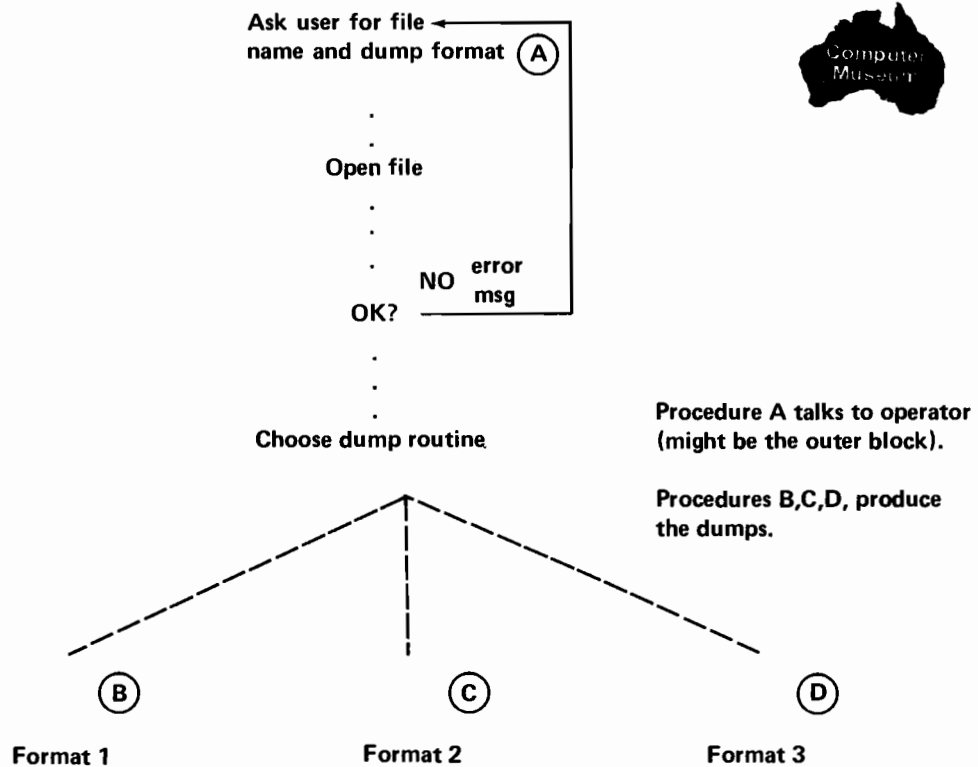 Ask user for file
name and dump format A
Computer
Museum
Open file
NO error
msg
OK?
Choose dump routine
Procedure A talks to operator
(might be the outer block).
Procedures B,C,D, produce
the dumps.
B
C
D
Format 1
Format 2
Format 3